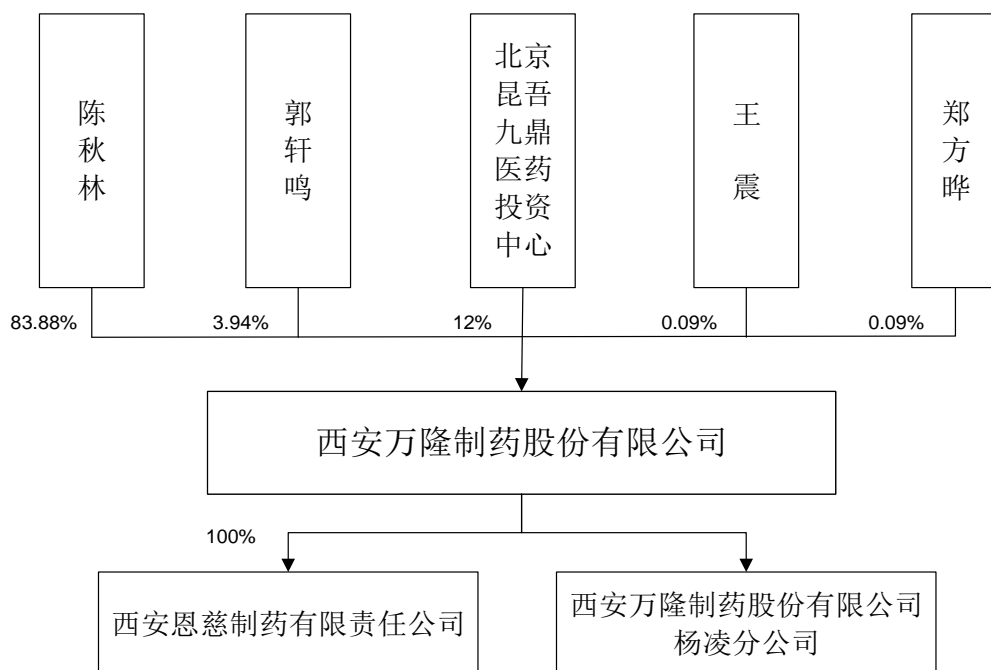 陈秋林
郭轩鸣
北京昆吾九鼎医药投资中心
王震
郑方晔
83.88%
3.94%
12%
0.09%
0.09%
西安万隆制药股份有限公司
100%
西安恩慈制药有限责任公司
西安万隆制药股份有限公司
杨凌分公司